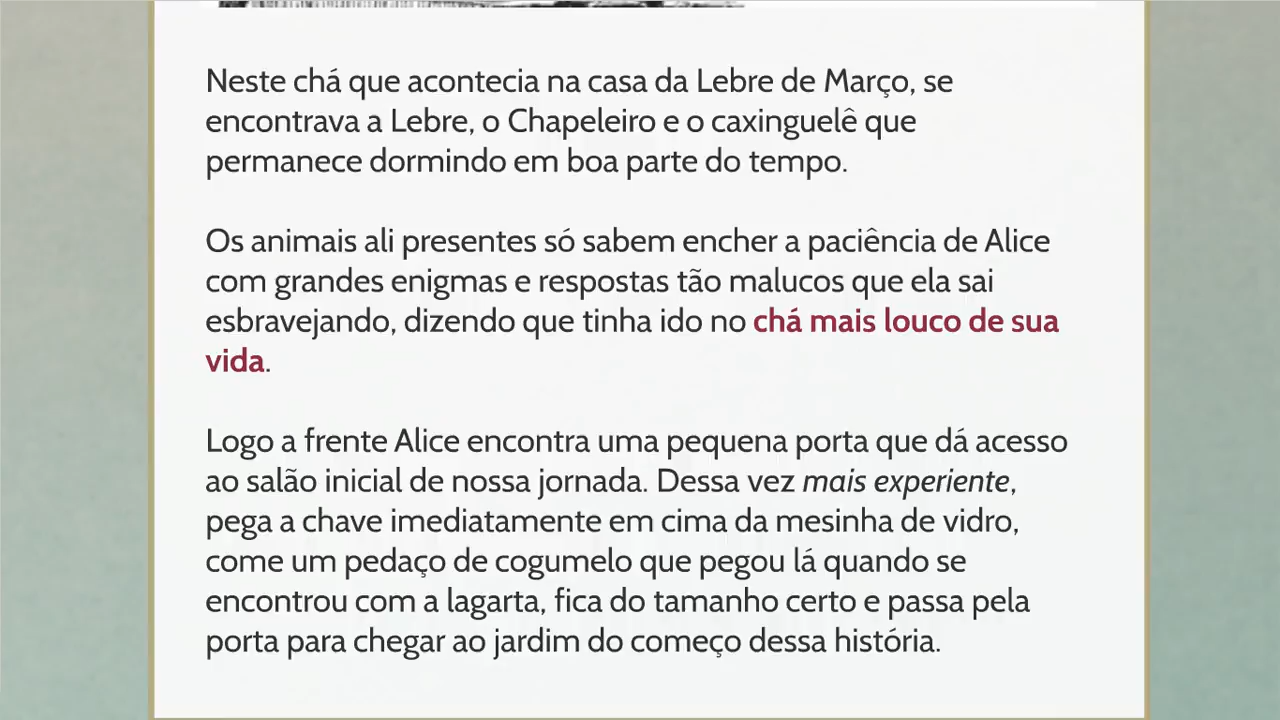 Neste chá que acontecia na casa da Lebre de Março, se
encontrava a Lebre, o Chapeleiro e o caxinguelê que
permanece dormindo em boa parte do tempo.
Os animais ali presentes só sabem encher a paciência de Alice
com grandes enigmas e respostas tão malucos que ela sai
esbravejando, dizendo que tinha ido no chá mais louco de sua
vida.
Logo a frente Alice encontra uma pequena porta que dá acesso
ao salão inicial de nossa jornada. Dessa vez mais experiente,
pega a chave imediatamente em cima da mesinha de vidro,
come um pedaço de cogumelo que pegou lá quando se
encontrou com a lagarta, fica do tamanho certo e passa pela
porta para chegar ao jardim do começo dessa história.